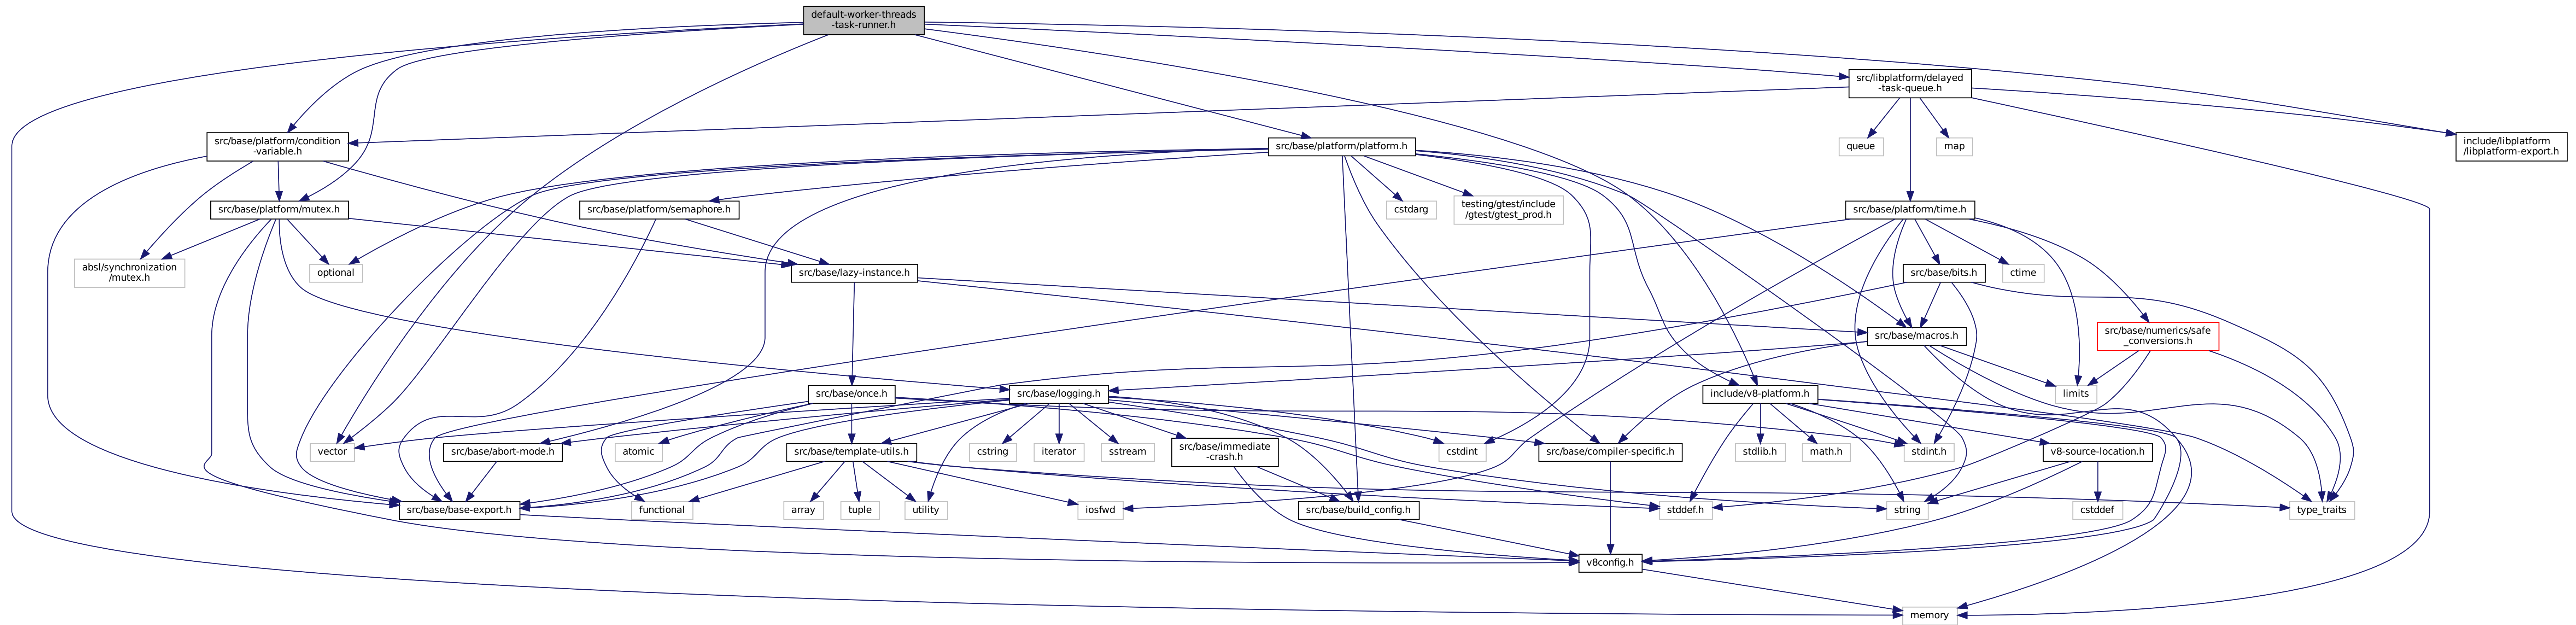 default-worker-threads
-task-runner.h
src/libplatform/delayed
-task-queue.h
src/base/platform/condition
-variable.h
src/base/platform/platform.h
queue
map
include/libplatform
/libplatform-export.h
src/base/platform/mutex.h
src/base/platform/semaphore.h
cstdarg
testing/gtest/include
/gtest/gtest_prod.h
src/base/platform/time.h
absl/synchronization
/mutex.h
optional
src/base/lazy-instance.h
src/base/bits.h
ctime
src/base/macros.h
src/base/numerics/safe
_conversions.h
src/base/once.h
src/base/logging.h
include/v8-platform.h
limits
vector
src/base/abort-mode.h
atomic
src/base/template-utils.h
cstring
iterator
sstream
src/base/immediate
-crash.h
cstdint
src/base/compiler-specific.h
stdlib.h
math.h
stdint.h
v8-source-location.h
src/base/base-export.h
functional
array
tuple
utility
iosfwd
src/base/build_config.h
stddef.h
string
cstddef
type_traits
v8config.h
memory